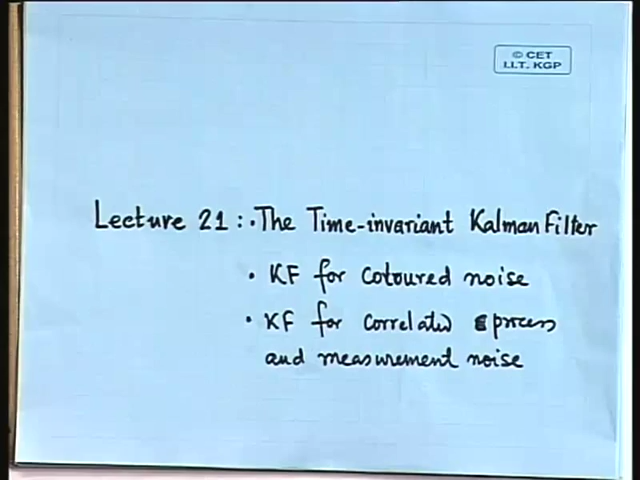 © CET
I.I.T. KGP
Lecture 21 : · The Time-invariant Kalman Filter
· KF for coloured noise
· KF for correlated process
and measurement noise